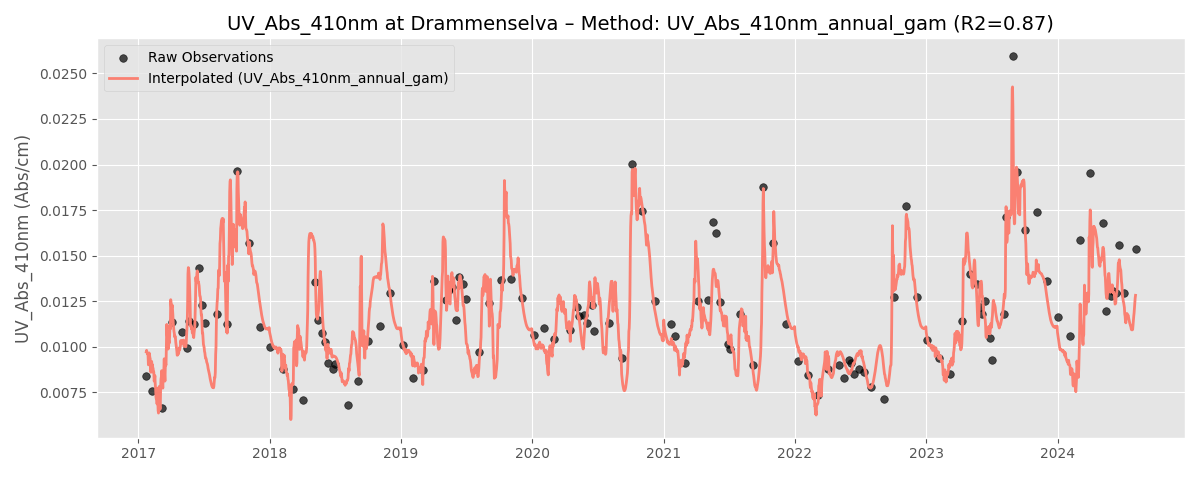 UV_Abs_410nm at Drammenselva – Method: UV_Abs_410nm_annual_gam (R2=0.87)
Raw Observations
Interpolated (UV_Abs_410nm_annual_gam)
UV_Abs_410nm (Abs/cm)
0.0250
0.0225
0.0200
0.0175
0.0150
0.0125
0.0100
0.0075
2017 2018 2019 2020 2021 2022 2023 2024